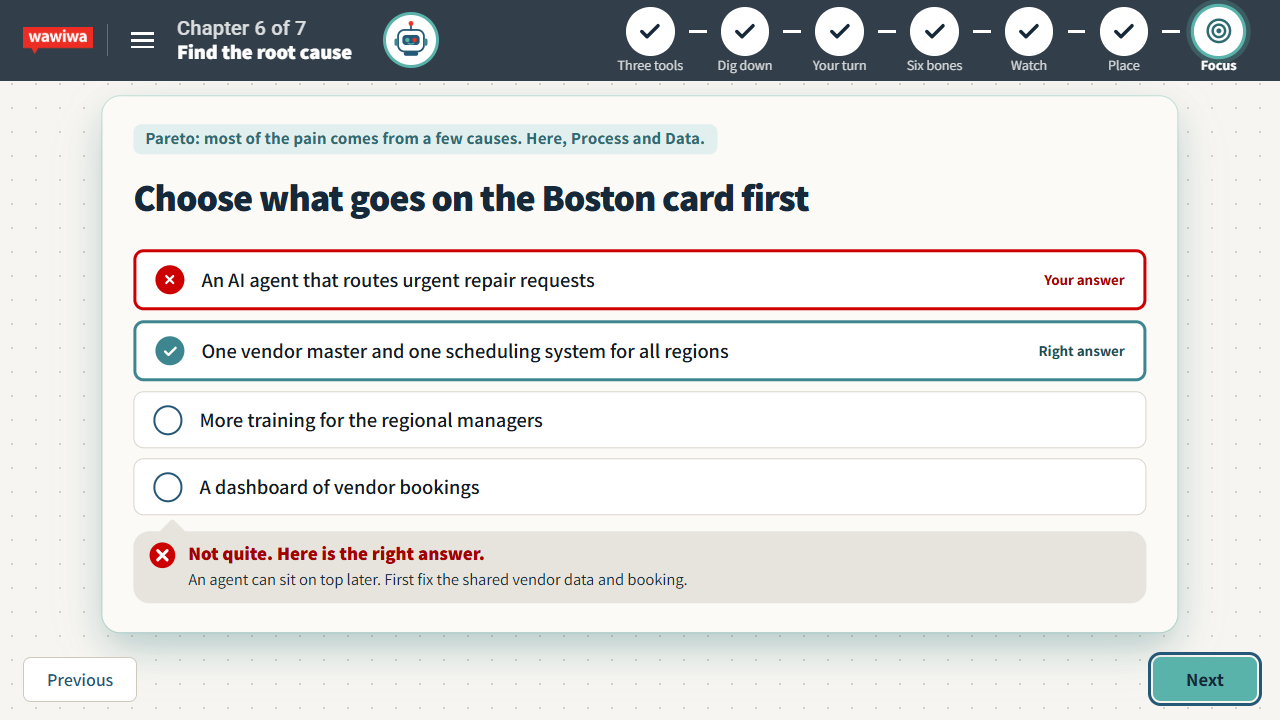 wawiwa
Chapter 6 of 7
Find the root cause
Three tools
Dig down
Your turn
Six bones
Watch
Place
Focus
Pareto: most of the pain comes from a few causes. Here, Process and Data.
Choose what goes on the Boston card first
An AI agent that routes urgent repair requests
Your answer
One vendor master and one scheduling system for all regions
Right answer
More training for the regional managers
A dashboard of vendor bookings
Not quite. Here is the right answer.
An agent can sit on top later. First fix the shared vendor data and booking.
Previous
Next